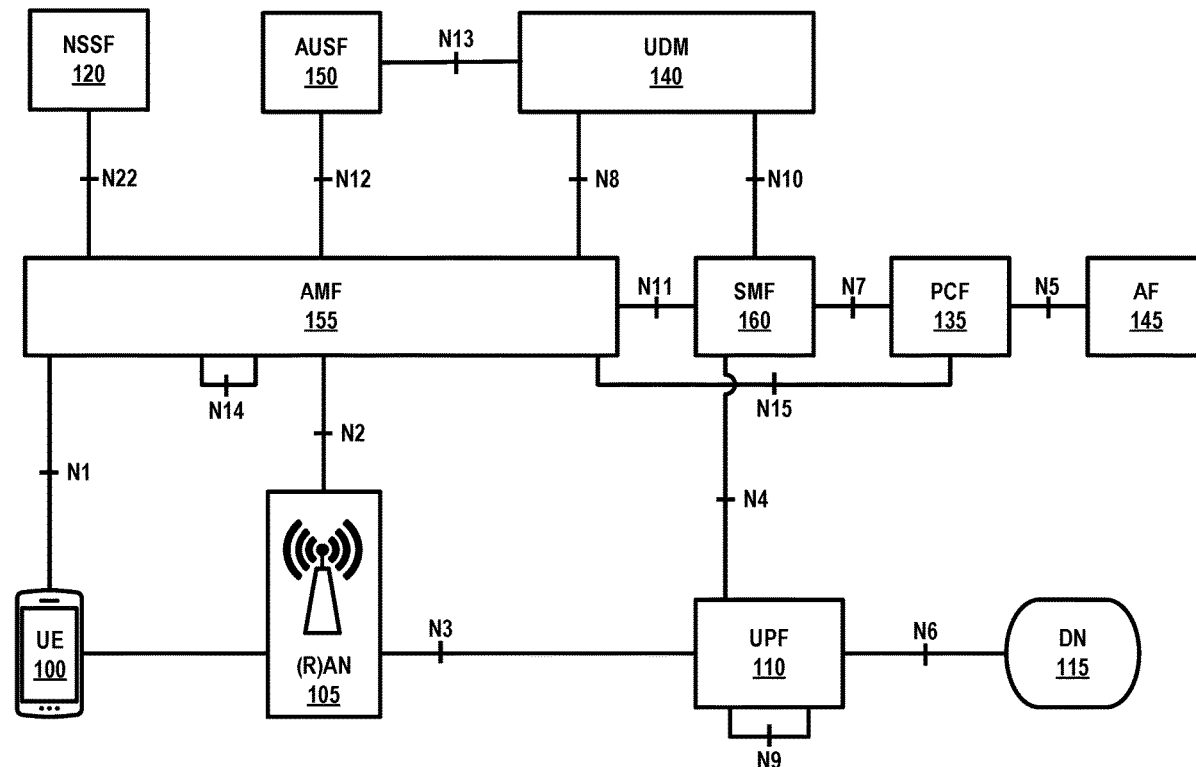 NSSF
120
AUSF
150
N13
UDM
140
N22
N12
N8
N10
AMF
155
N11
SMF
160
N7
PCF
135
N5
AF
145
N14
N15
N2
N1
N4
UE
100
(R)AN
105
N3
UPF
110
N6
DN
115
N9